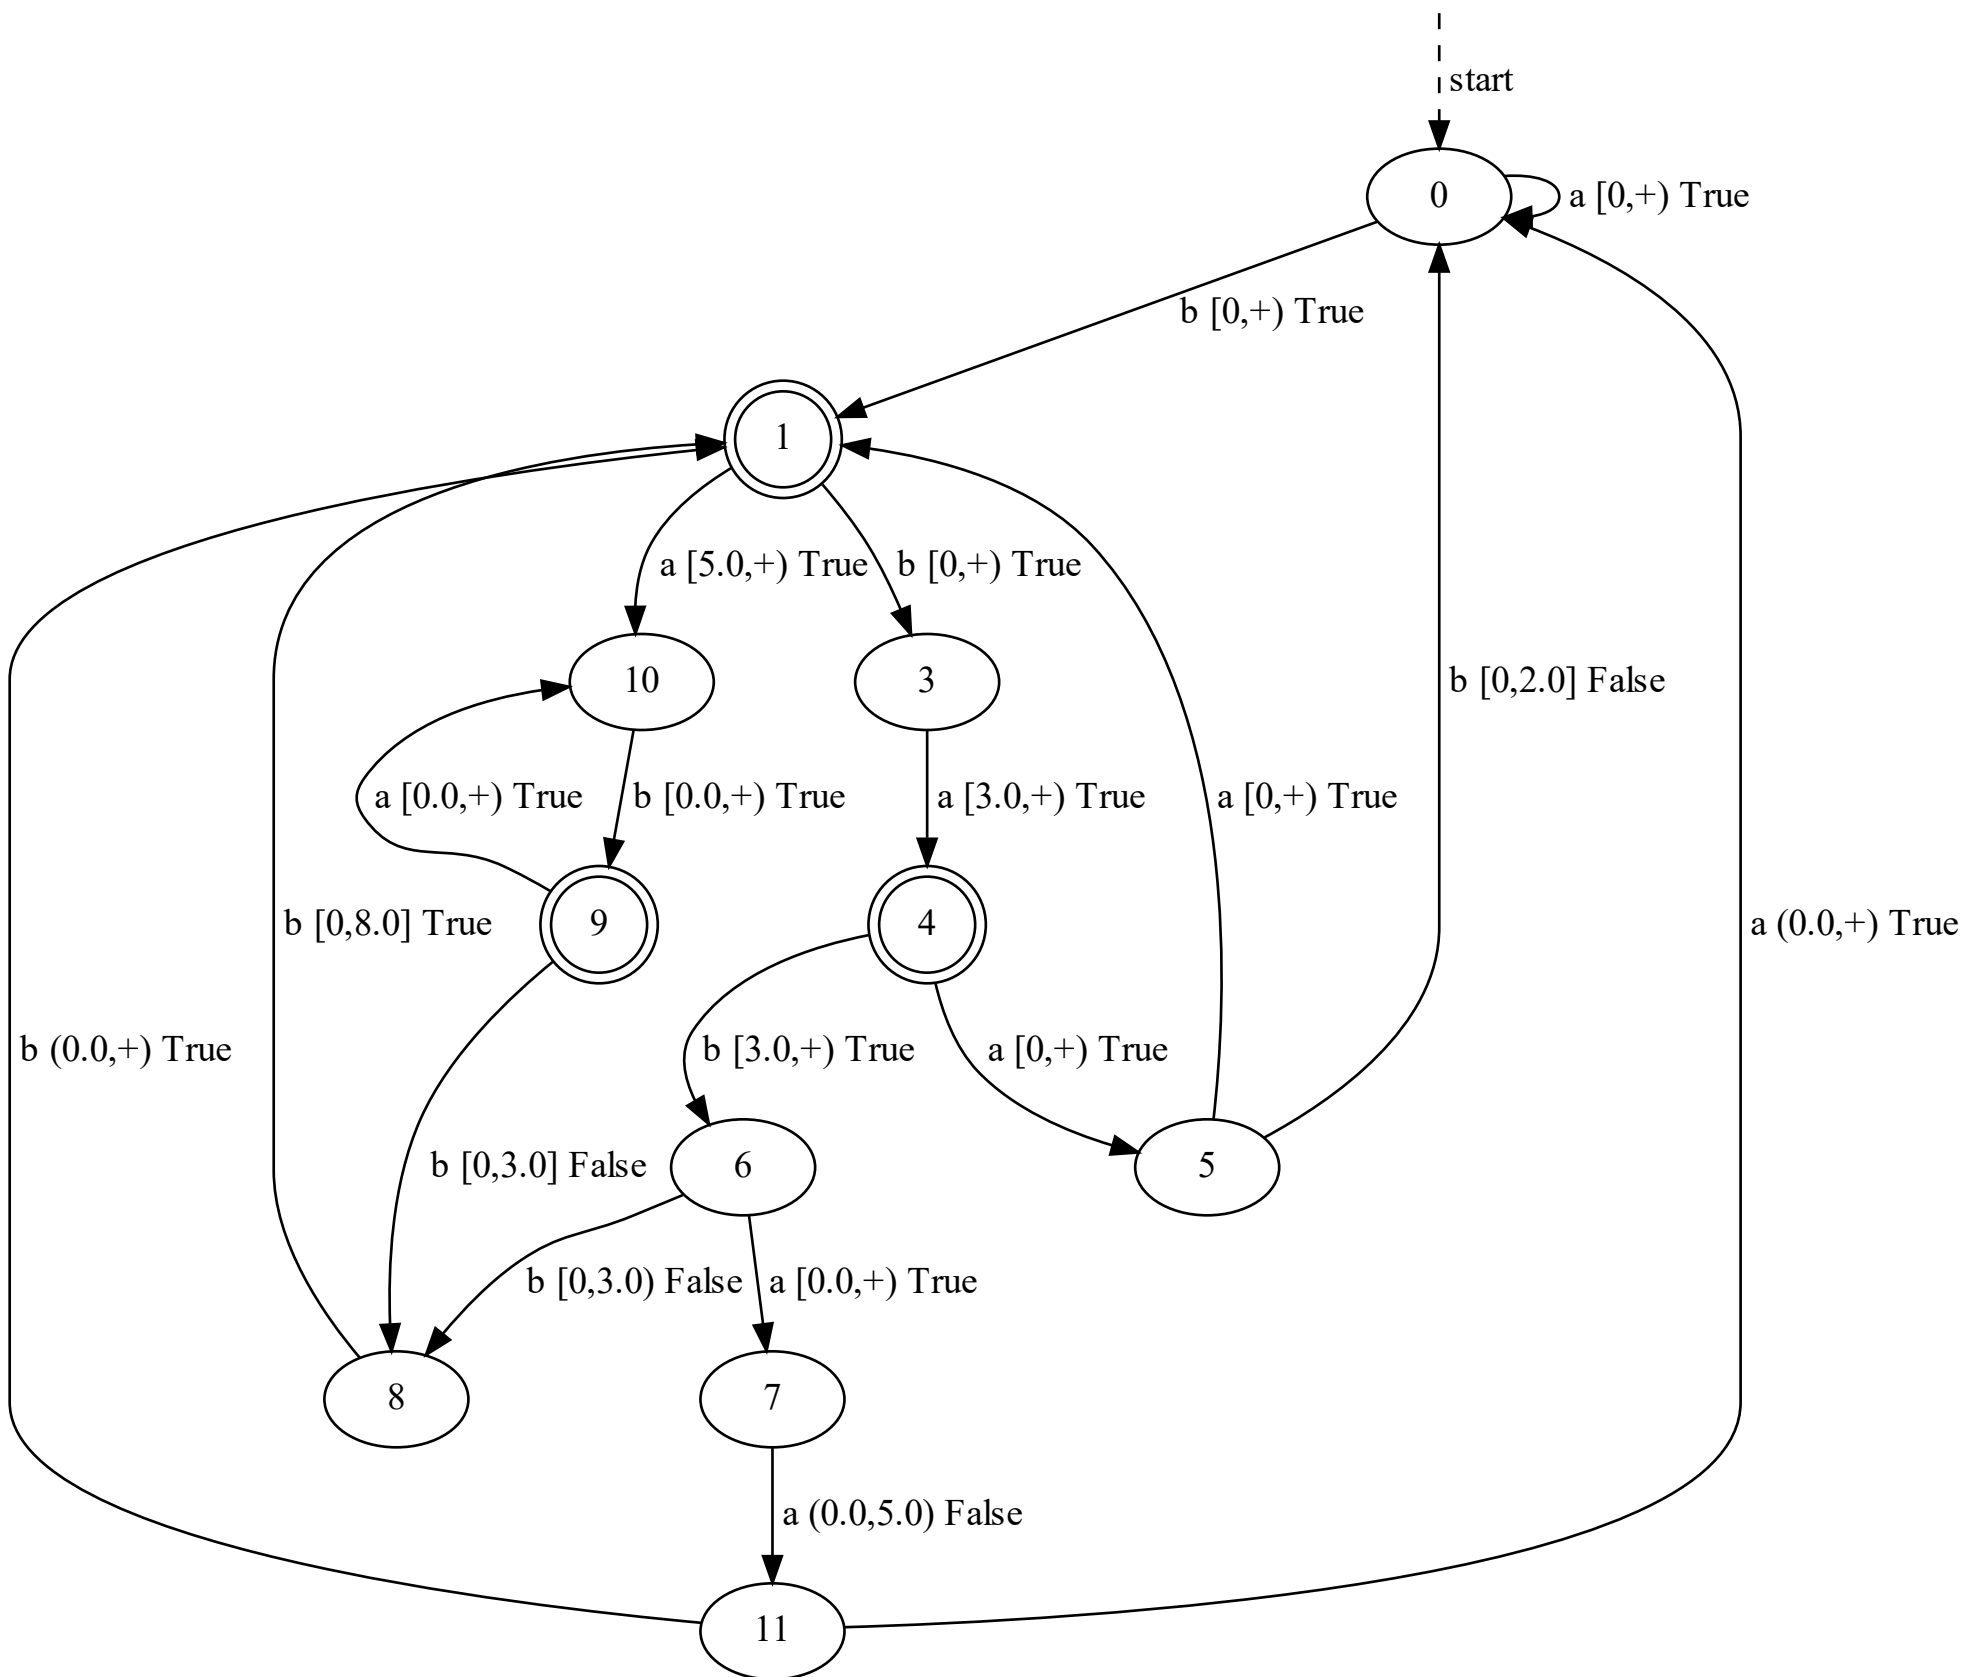 start
0
a [0,+) True
b [0,+) True
1
a [5.0,+) True
b [0,+) True
10
3
b [0,2.0] False
a [0.0,+) True
b [0.0,+) True
a [3.0,+) True
a [0,+) True
b [0,8.0] True
9
4
a (0.0,+) True
b (0.0,+) True
b [3.0,+) True
a [0,+) True
b [0,3.0] False
6
5
b [0,3.0) False
a [0.0,+) True
8
7
a (0.0,5.0) False
11